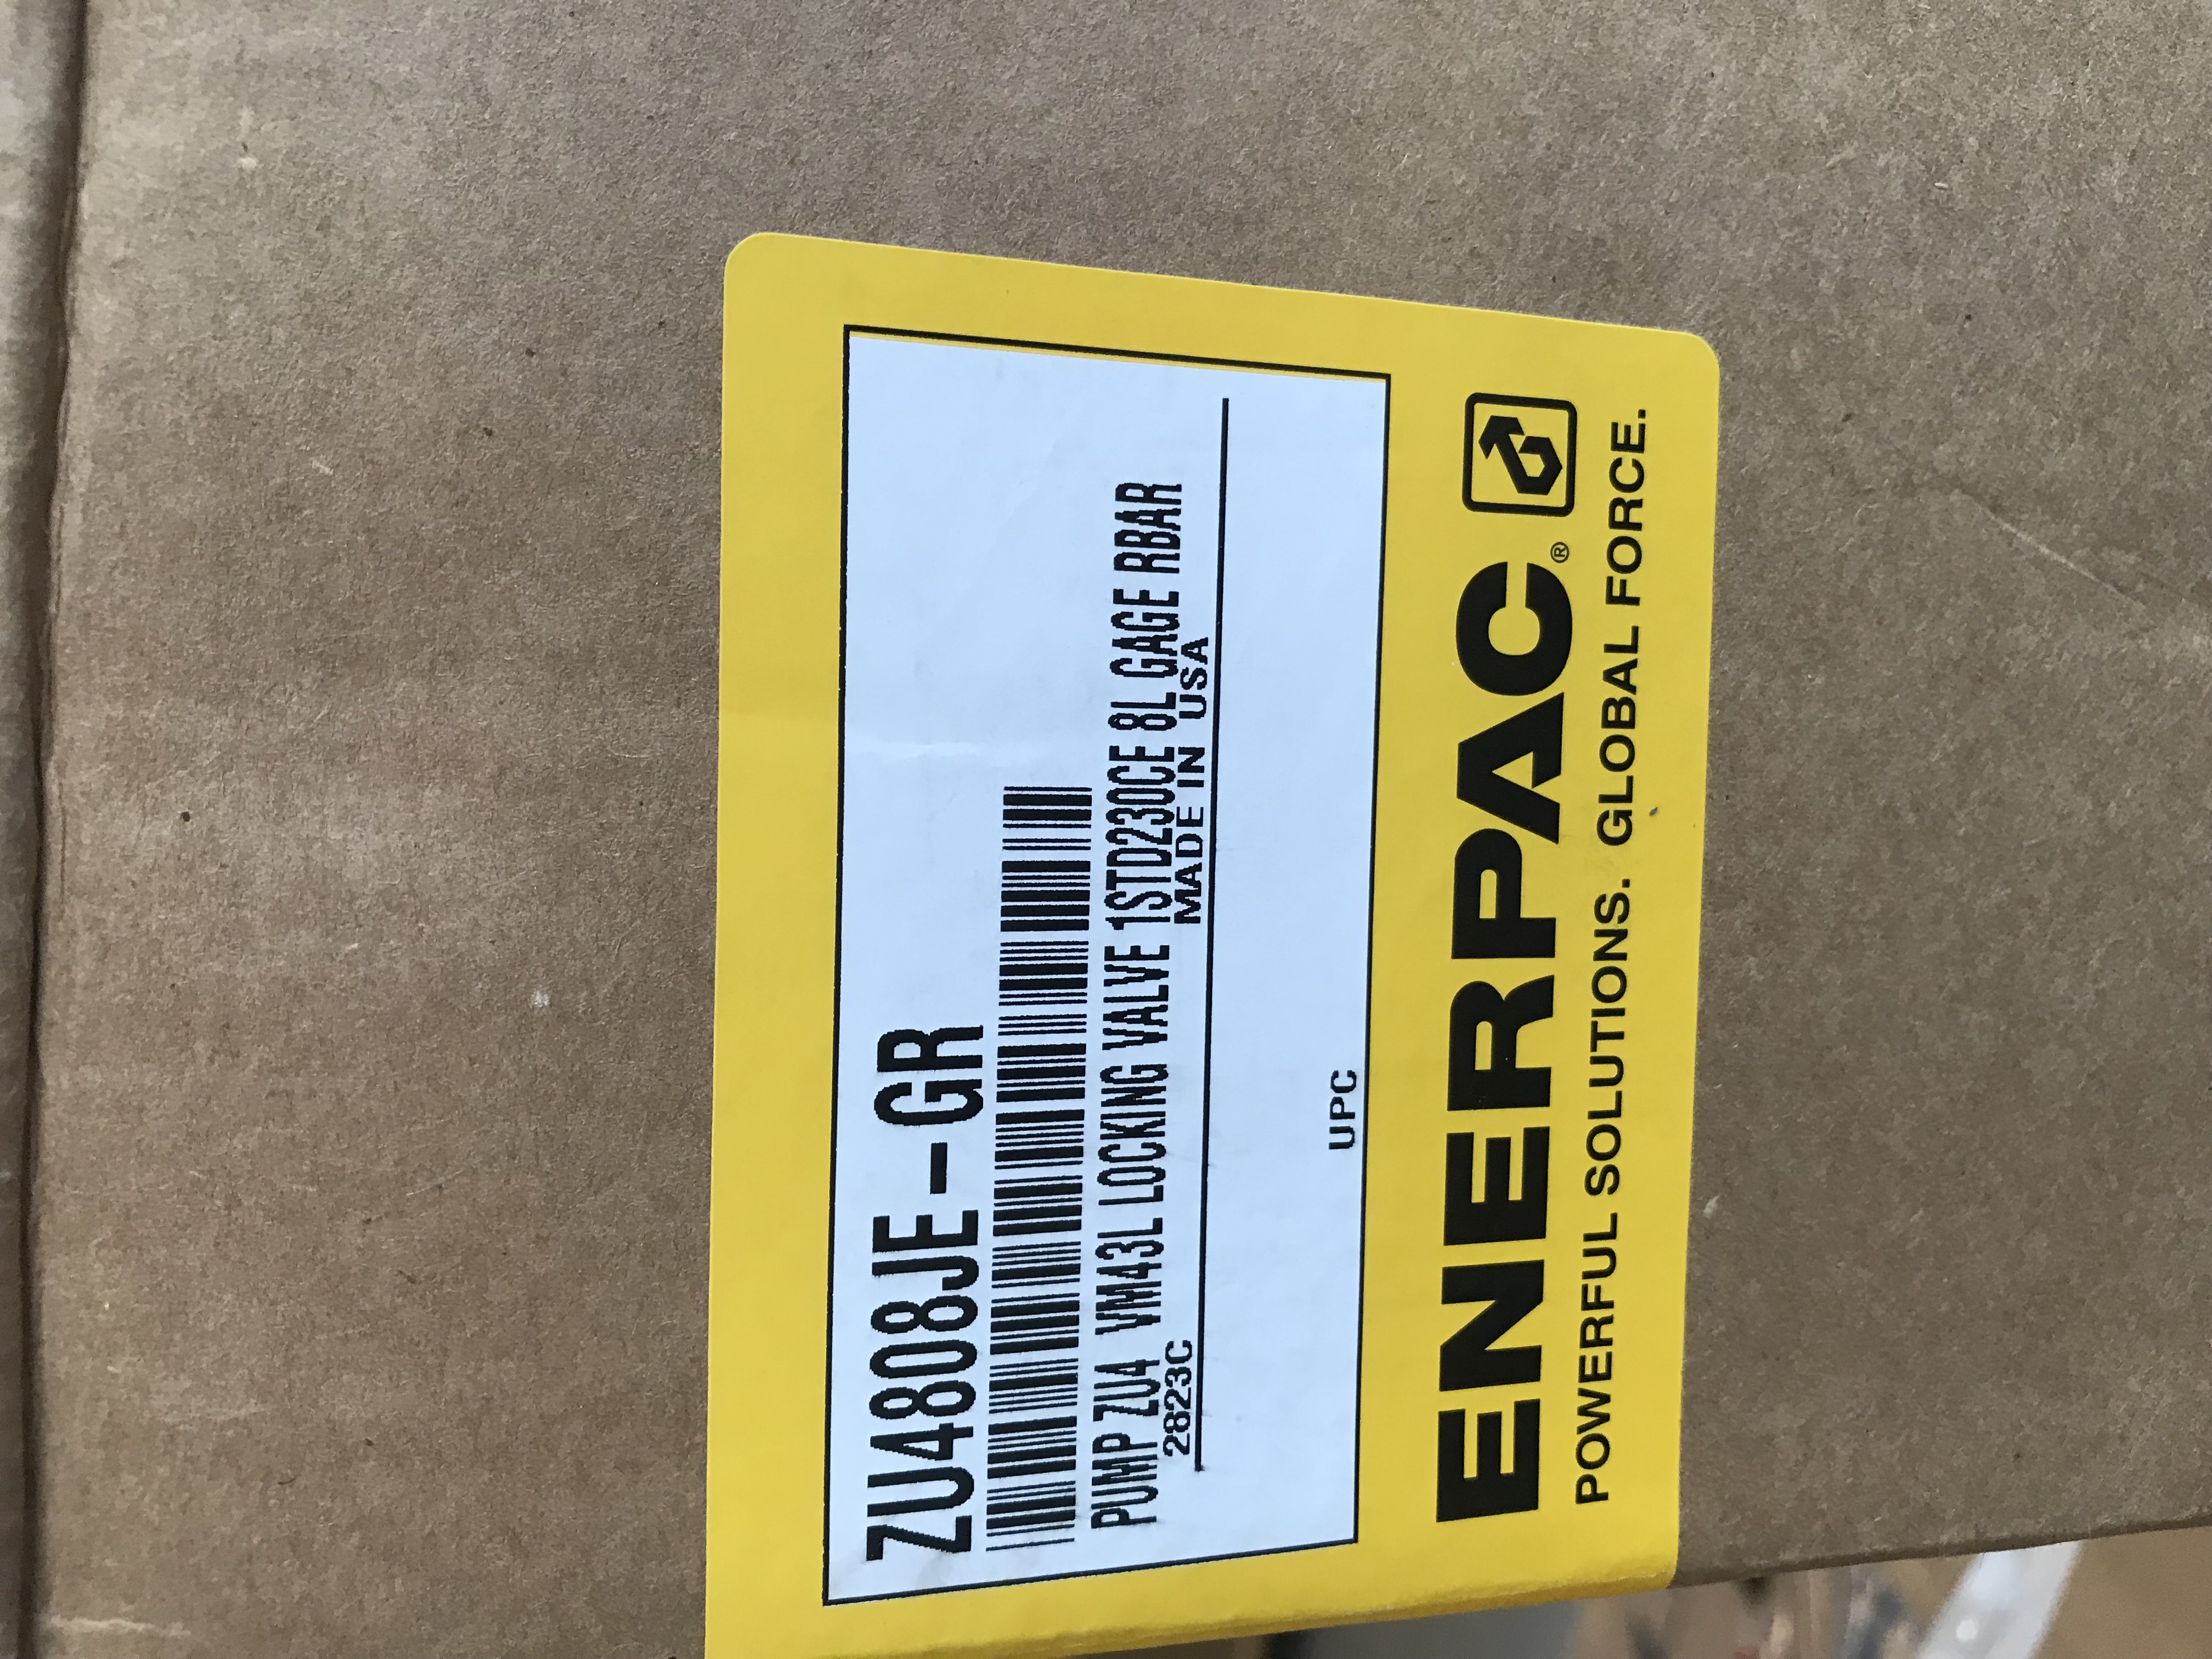 ZU4808JE-GR
PUMP ZU4 VM43L LOCKING VALVE 1STD230CE 8L GAGE RBAR
2823C MADE IN USA
UPC
ENERPAC®
POWERFUL SOLUTIONS. GLOBAL FORCE.